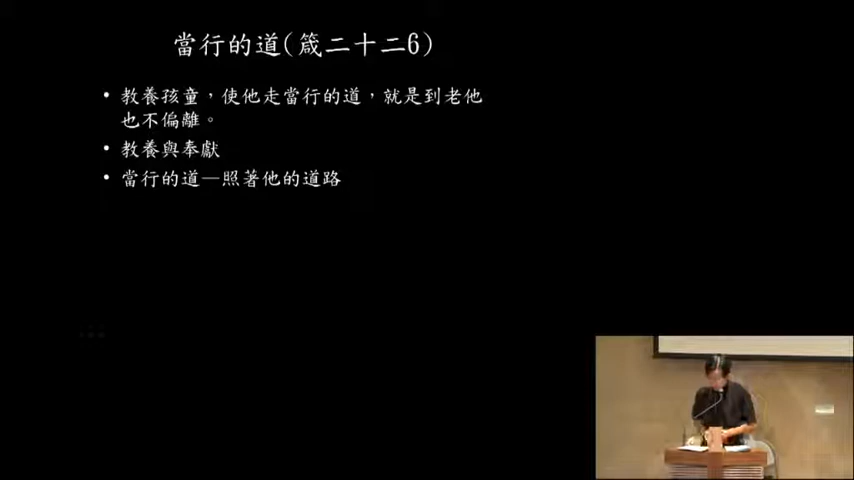 當行的道(箴二十二6)
• 教養孩童，使他走當行的道，就是到老他
也不偏離。
• 教養與奉獻
• 當行的道—照著他的道路